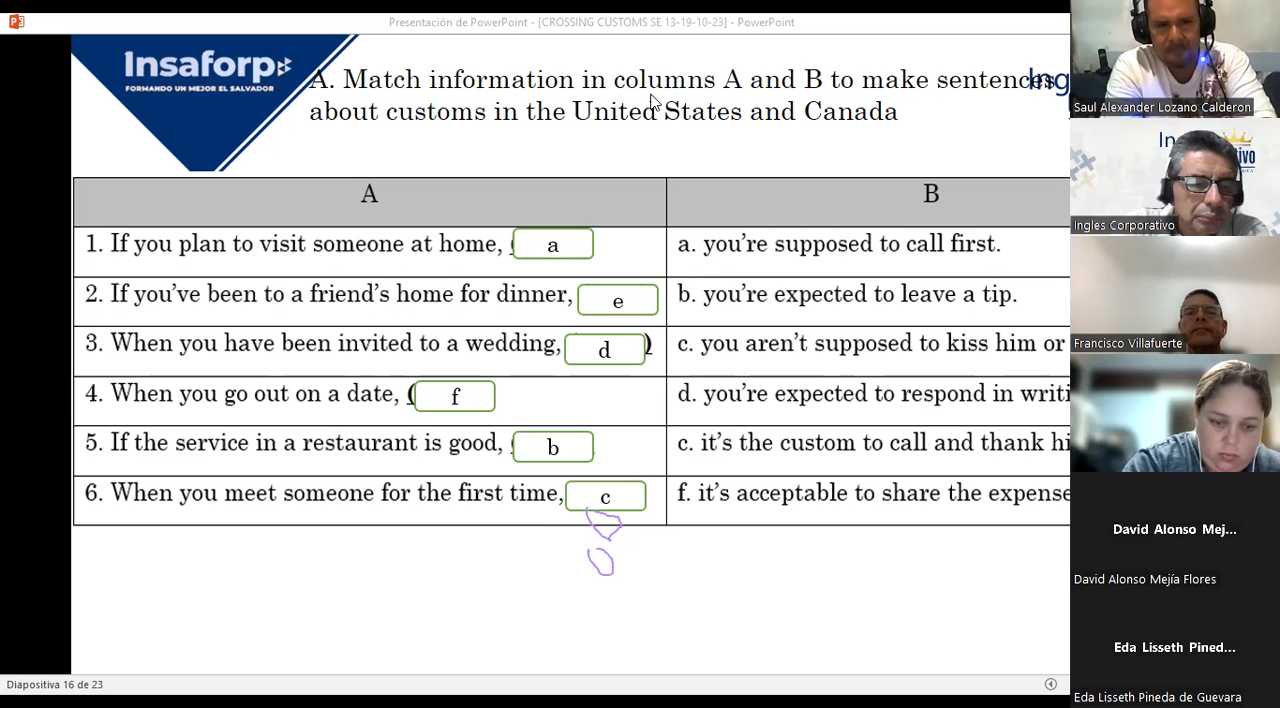 Presentación de PowerPoint - [CROSSING CUSTOMS SE 13-19-10-23] - PowerPoint
Insaforp
FORMANDO UN MEJOR EL SALVADOR
A. Match information in columns A and B to make sentences
about customs in the United States and Canada
A
B
1. If you plan to visit someone at home, ( a
a. you're supposed to call first.
2. If you've been to a friend's home for dinner, e
b. you're expected to leave a tip.
3. When you have been invited to a wedding, d )
c. you aren't supposed to kiss him or
4. When you go out on a date, ( f
d. you're expected to respond in writi
5. If the service in a restaurant is good, ( b
c. it's the custom to call and thank hi
6. When you meet someone for the first time, c
f. it's acceptable to share the expense
Diapositiva 16 de 23
Saul Alexander Lozano Calderon
Ingles Corporativo
Francisco Villafuerte
David Alonso Mej...
David Alonso Mejía Flores
Eda Lisseth Pined...
Eda Lisseth Pineda de Guevara